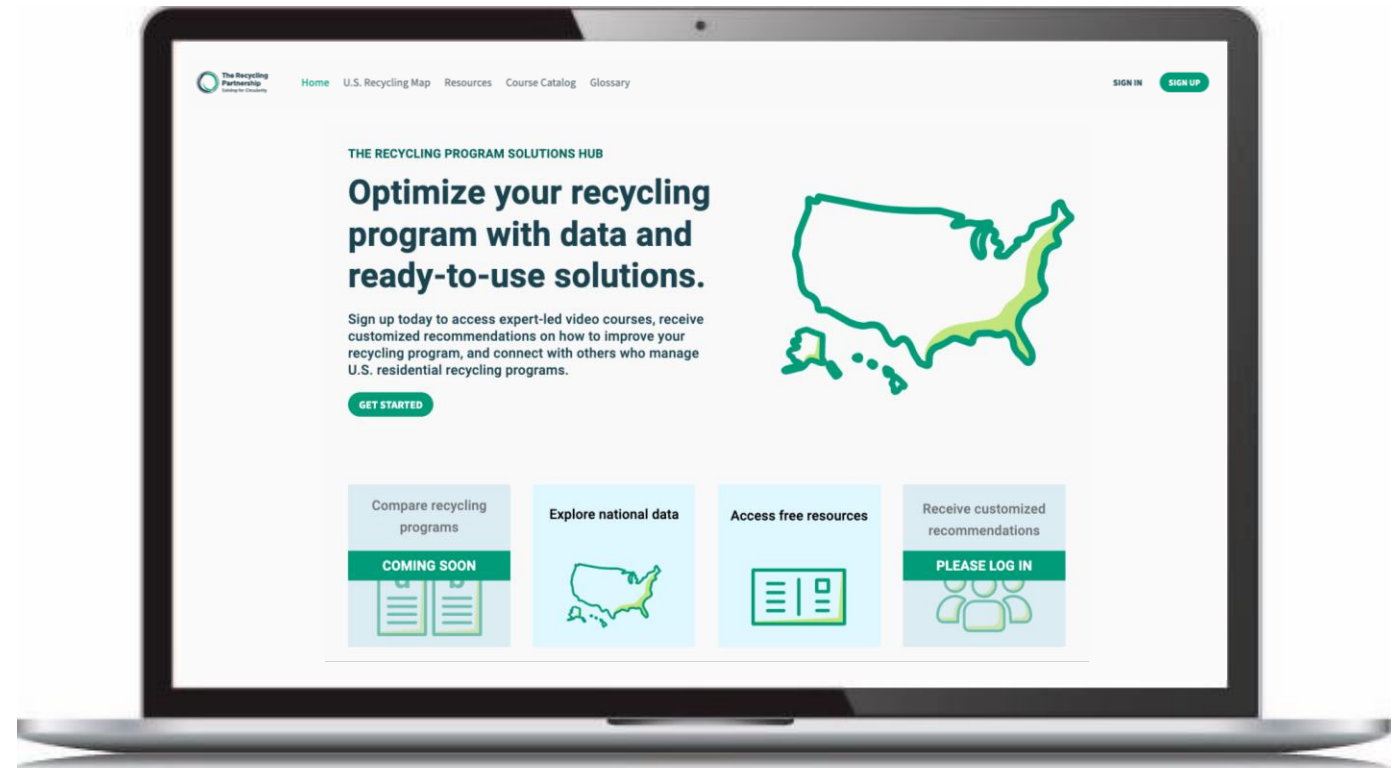 The Recycling
Partnership
Solving for Circularity
Home U.S. Recycling Map Resources Course Catalog Glossary
SIGN IN SIGN UP
THE RECYCLING PROGRAM SOLUTIONS HUB
Optimize your recycling
program with data and
ready-to-use solutions.
Sign up today to access expert-led video courses, receive
customized recommendations on how to improve your
recycling program, and connect with others who manage
U.S. residential recycling programs.
GET STARTED
Compare recycling
programs
COMING SOON
a b
Explore national data
Access free resources
Receive customized
recommendations
PLEASE LOG IN